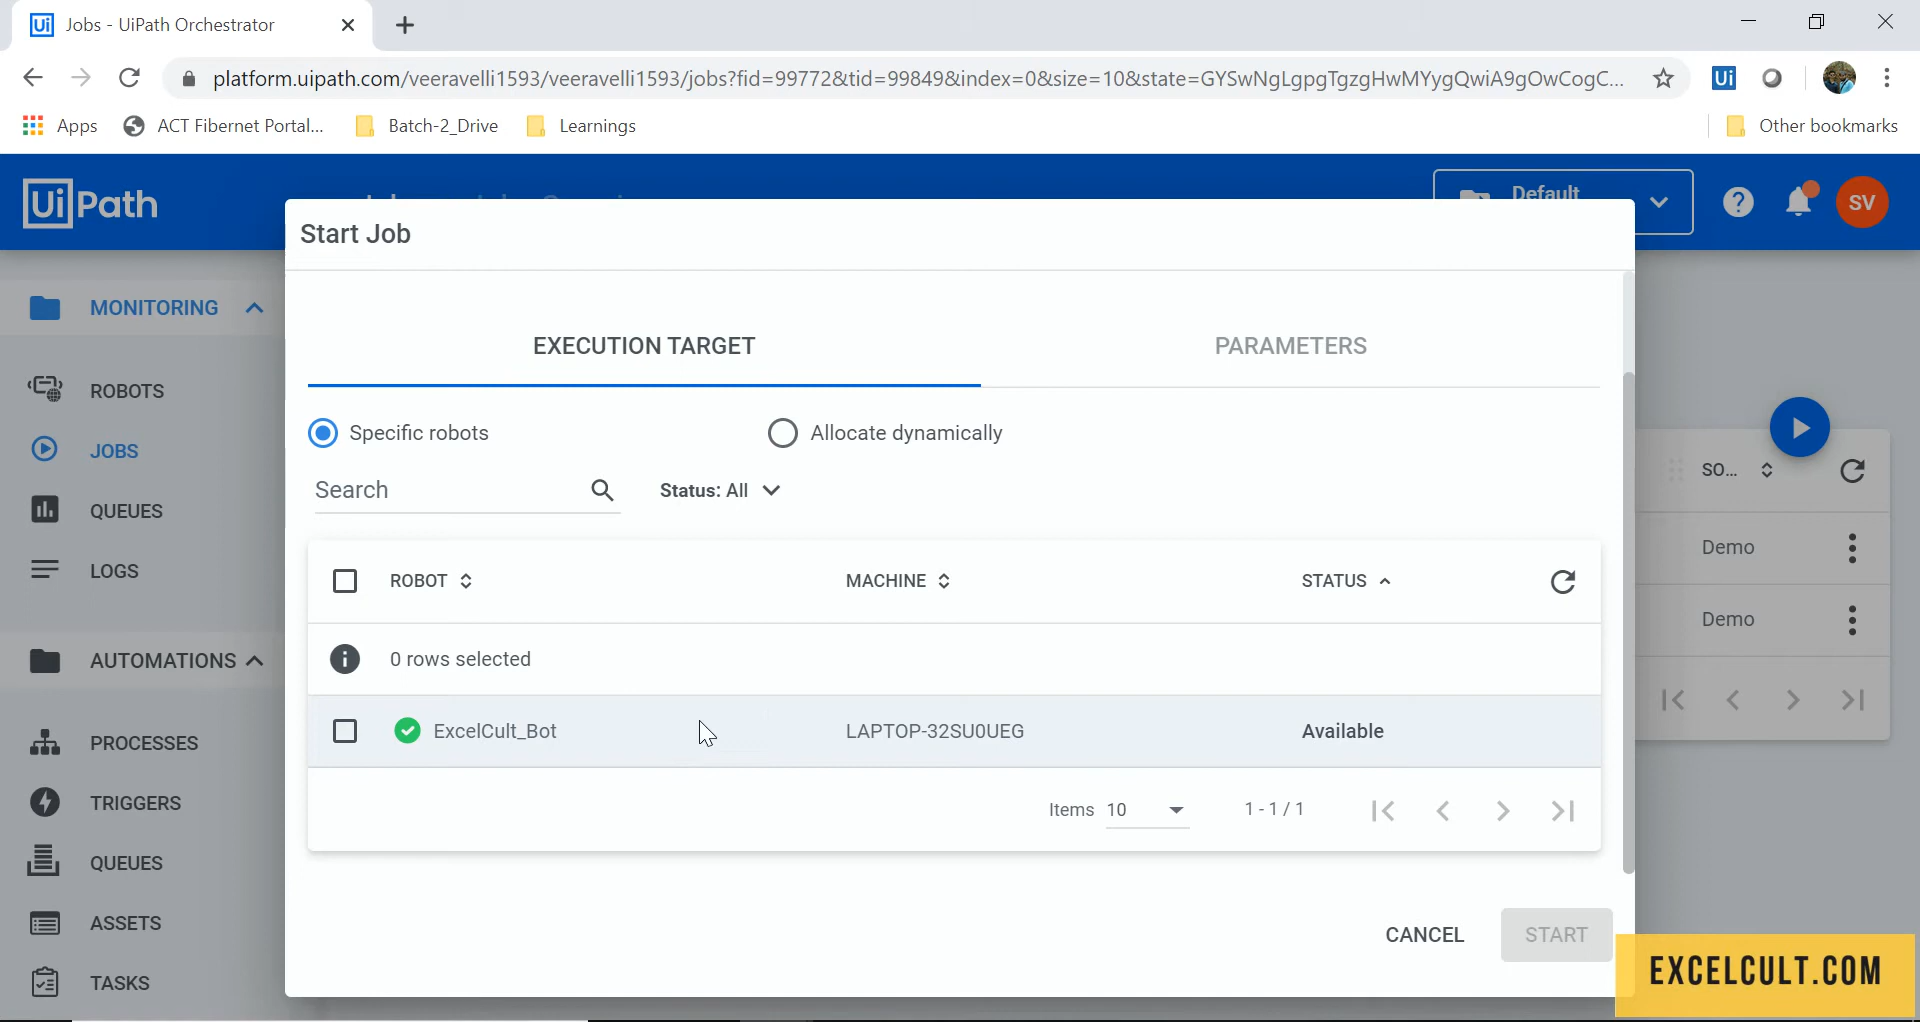 Jobs - UiPath Orchestrator
platform.uipath.com/veeravelli1593/veeravelli1593/jobs?fid=99772&tid=99849&index=0&size=10&state=GYSwNgLgpgTgzgHwMYygQwiA9gOwCogC...
Ui
Apps
ACT Fibernet Portal...
Batch-2_Drive
Learnings
Other bookmarks
UiPath
Default
SV
Start Job
MONITORING
ROBOTS
JOBS
QUEUES
LOGS
AUTOMATIONS
PROCESSES
TRIGGERS
QUEUES
ASSETS
TASKS
EXECUTION TARGET
PARAMETERS
Specific robots
Allocate dynamically
Search
Status: All
ROBOT
MACHINE
STATUS
0 rows selected
ExcelCult_Bot
LAPTOP-32SU0UEG
Available
Items 10
1 - 1 / 1
CANCEL
START
SO...
Demo
Demo
EXCELCULT.COM